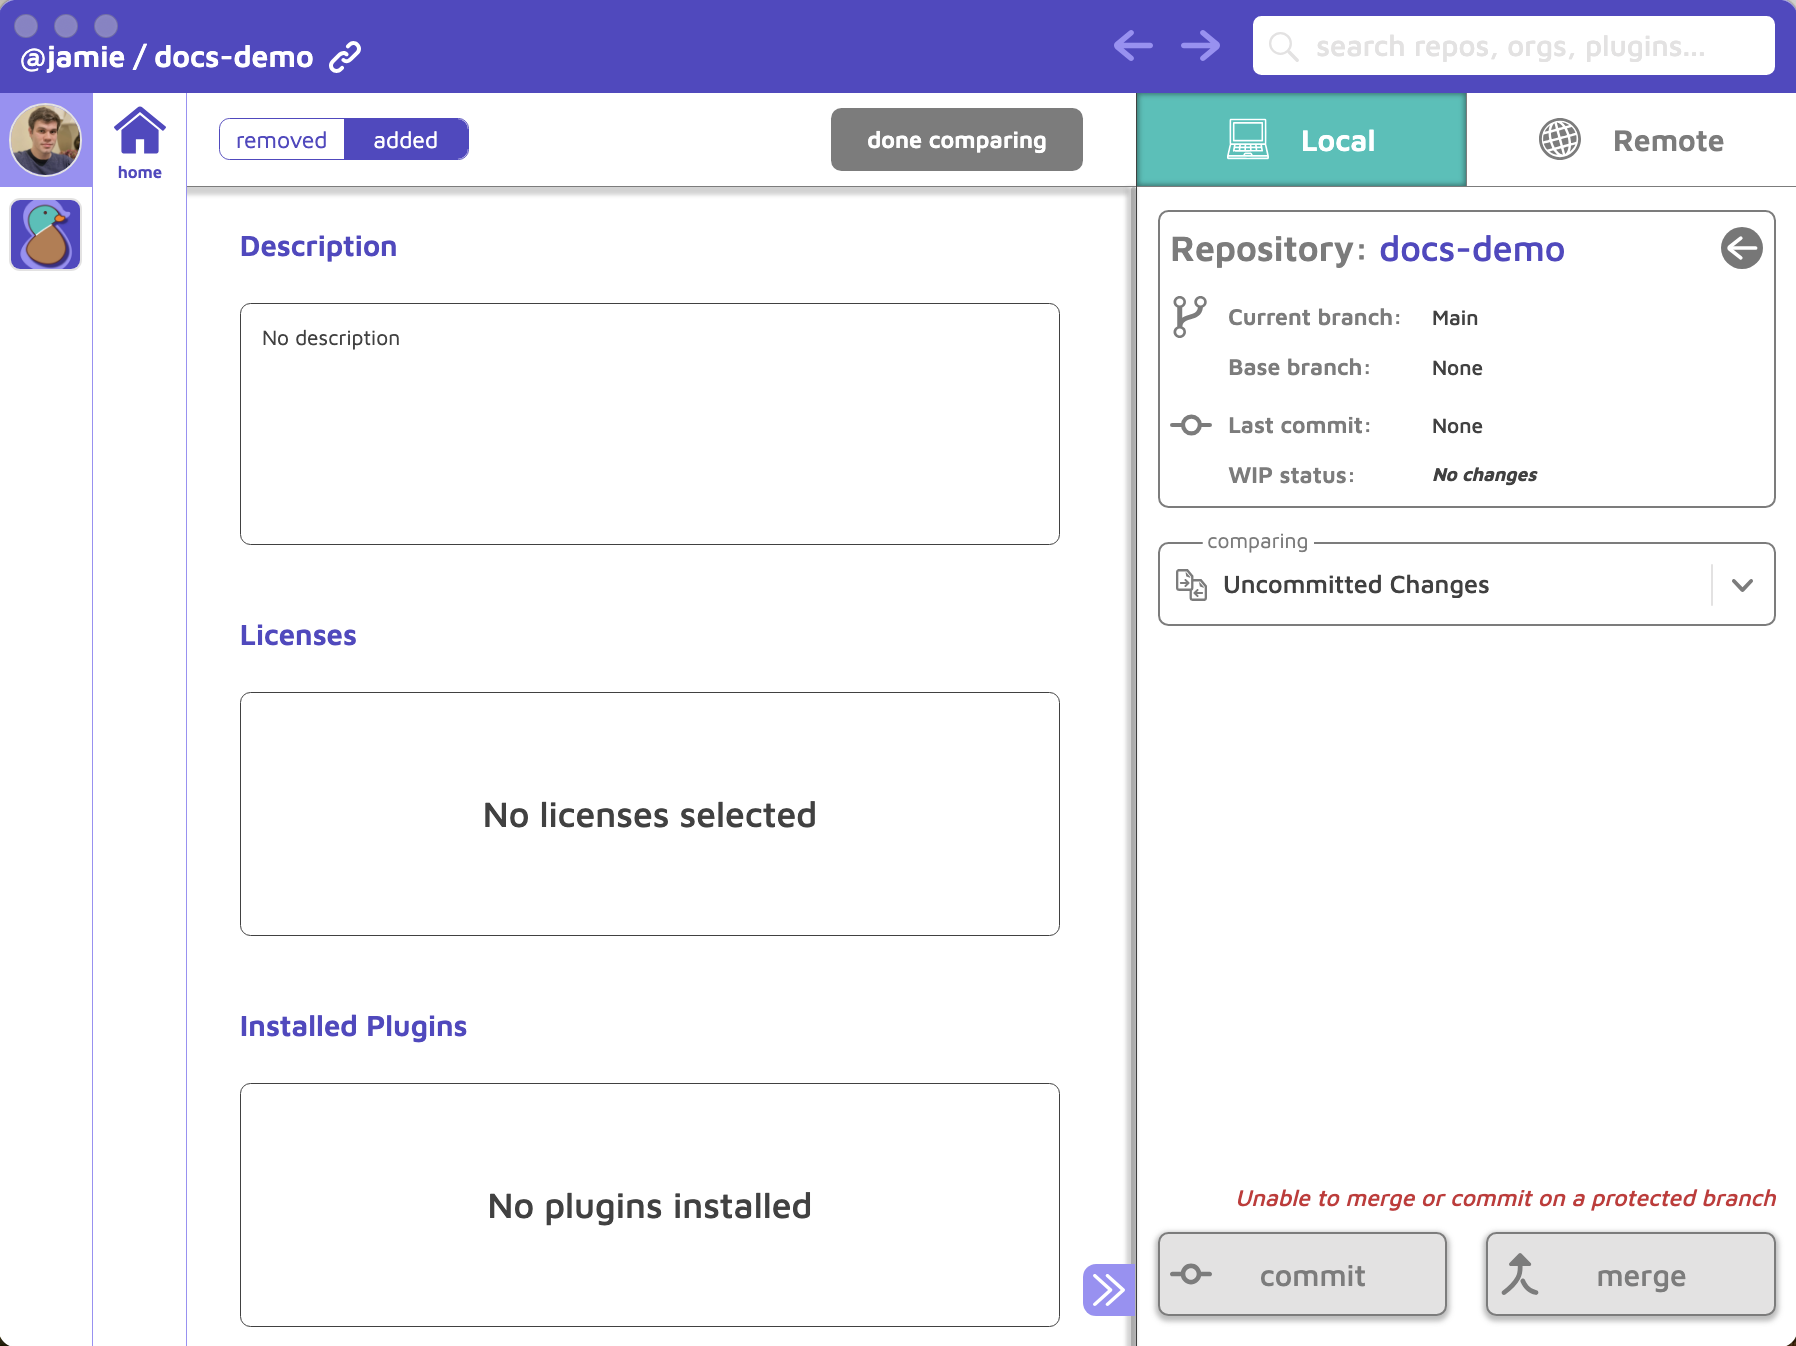 @jamie / docs-demo
search repos, orgs, plugins...
home
removed
added
done comparing
Local
Remote
Description
No description
Licenses
No licenses selected
Installed Plugins
No plugins installed
Repository: docs-demo
Current branch: Main
Base branch: None
Last commit: None
WIP status: No changes
comparing
Uncommitted Changes
Unable to merge or commit on a protected branch
commit
merge